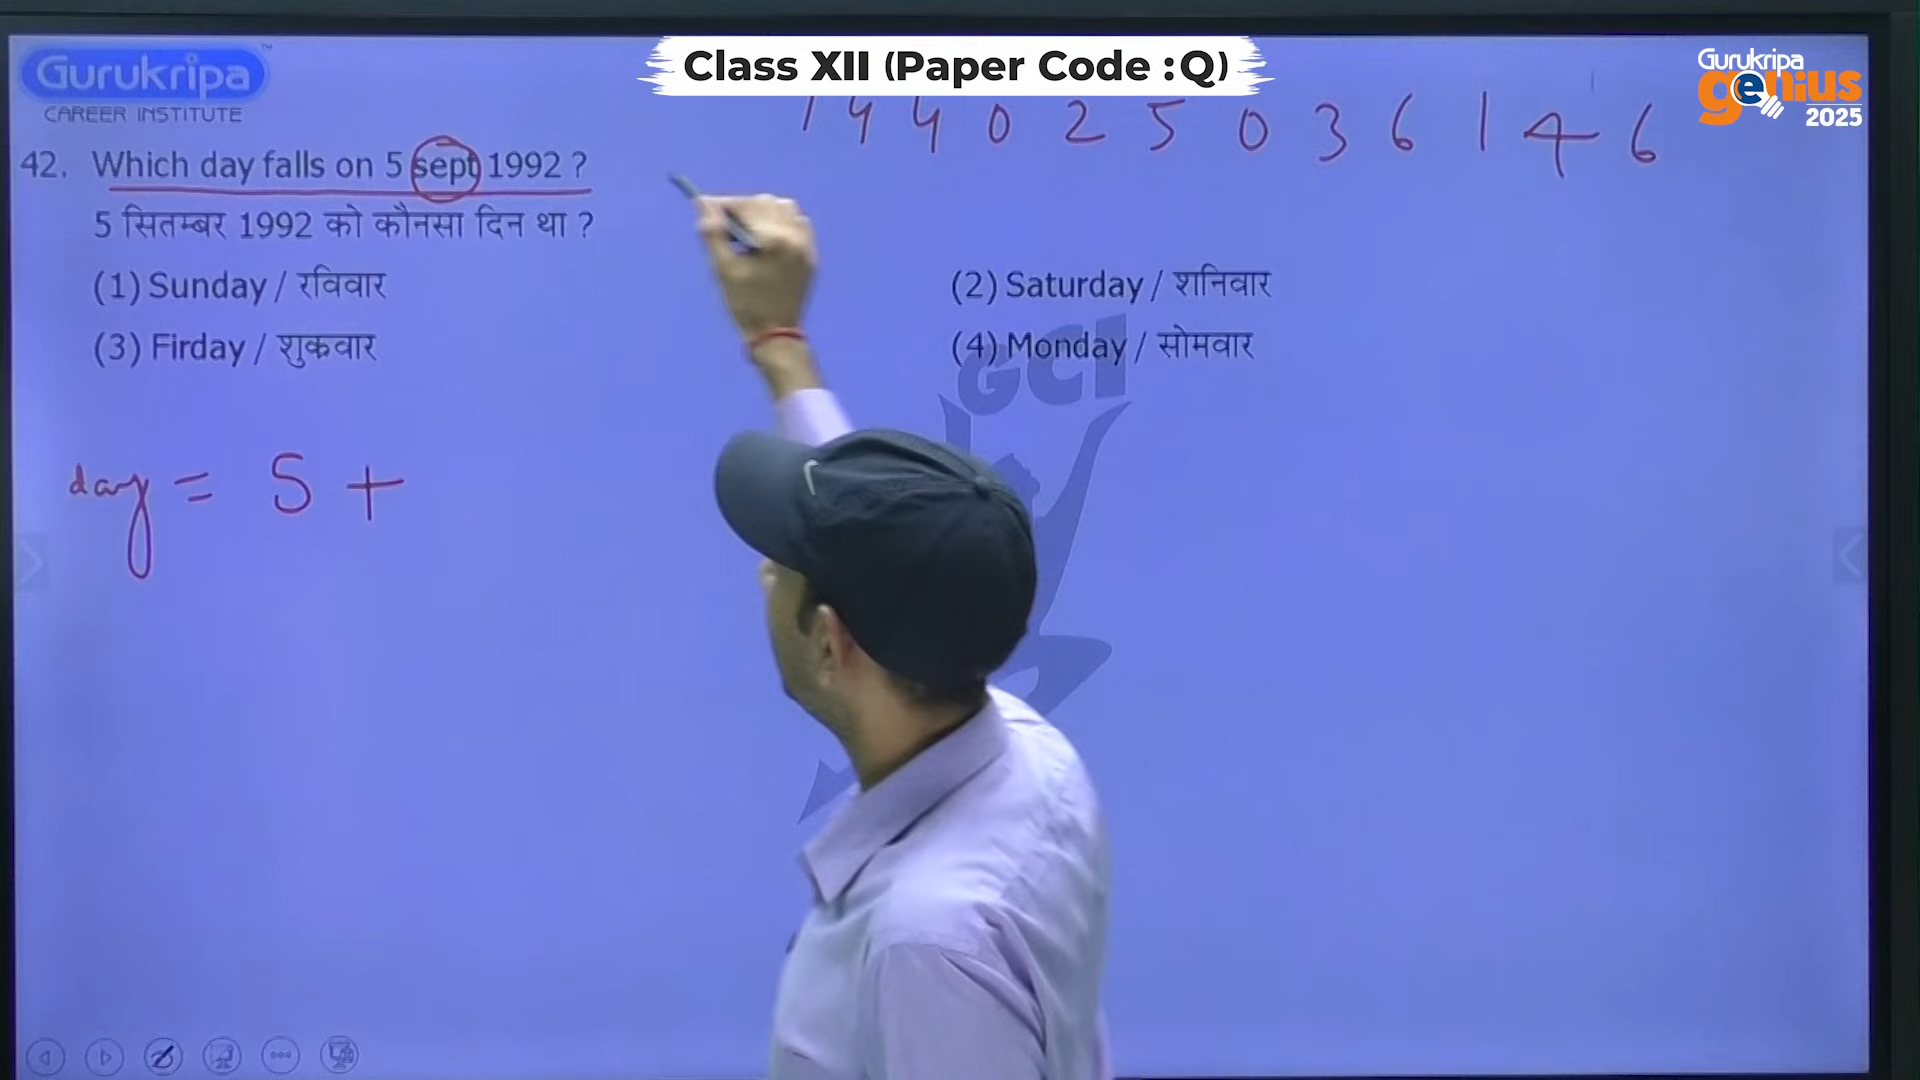 Class XII (Paper Code :Q)
Gurukripa™
CAREER INSTITUTE
Gurukripa
genius
2025
1 4 4 0 2 5 0 3 6 1 4 6
42. Which day falls on 5 sept 1992 ?
5 सितम्बर 1992 को कौनसा दिन था ?
(1) Sunday / रविवार
(2) Saturday / शनिवार
(3) Firday / शुक्रवार
(4) Monday / सोमवार
GCI
day = 5 +